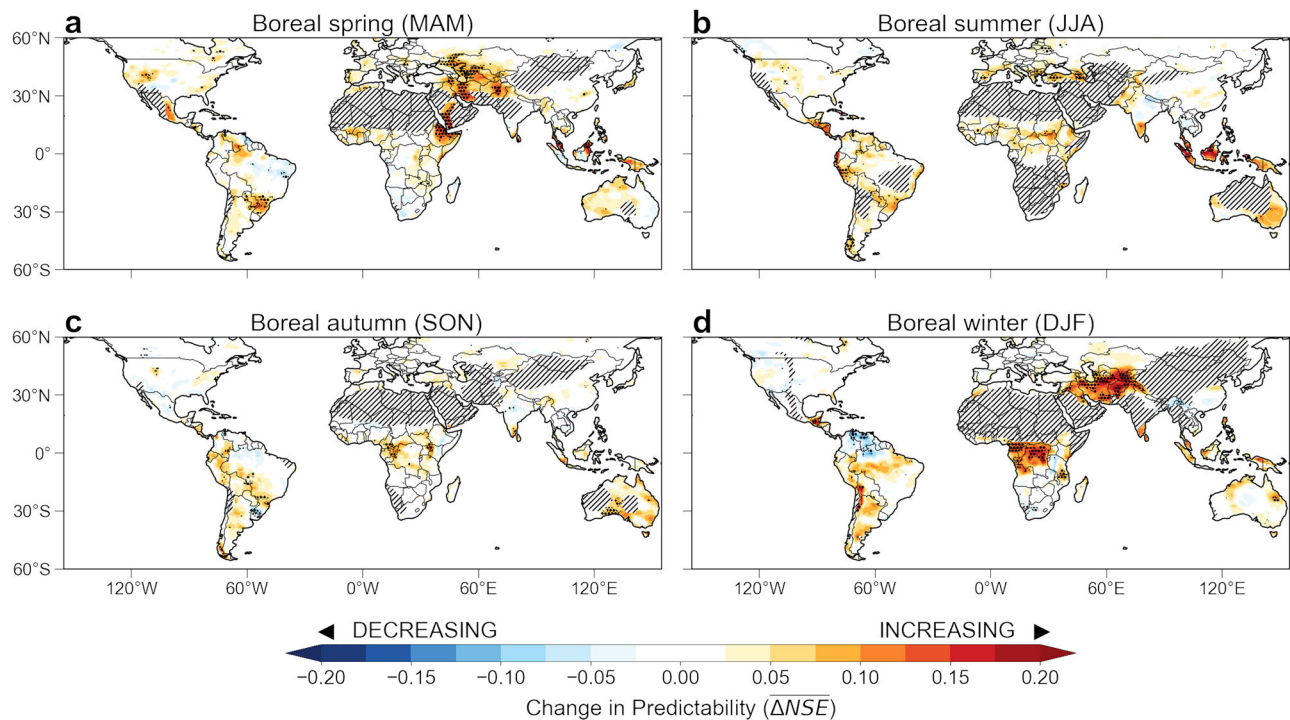 a Boreal spring (MAM)
b Boreal summer (JJA)
60°N
30°N
0°
30°S
60°S
c Boreal autumn (SON)
d Boreal winter (DJF)
60°N
30°N
0°
30°S
60°S
120°W 60°W 0°W 60°E 120°E
120°W 60°W 0°W 60°E 120°E
◄ DECREASING INCREASING ►
−0.20 −0.15 −0.10 −0.05 0.00 0.05 0.10 0.15 0.20
Change in Predictability (\overline{ΔNSE})